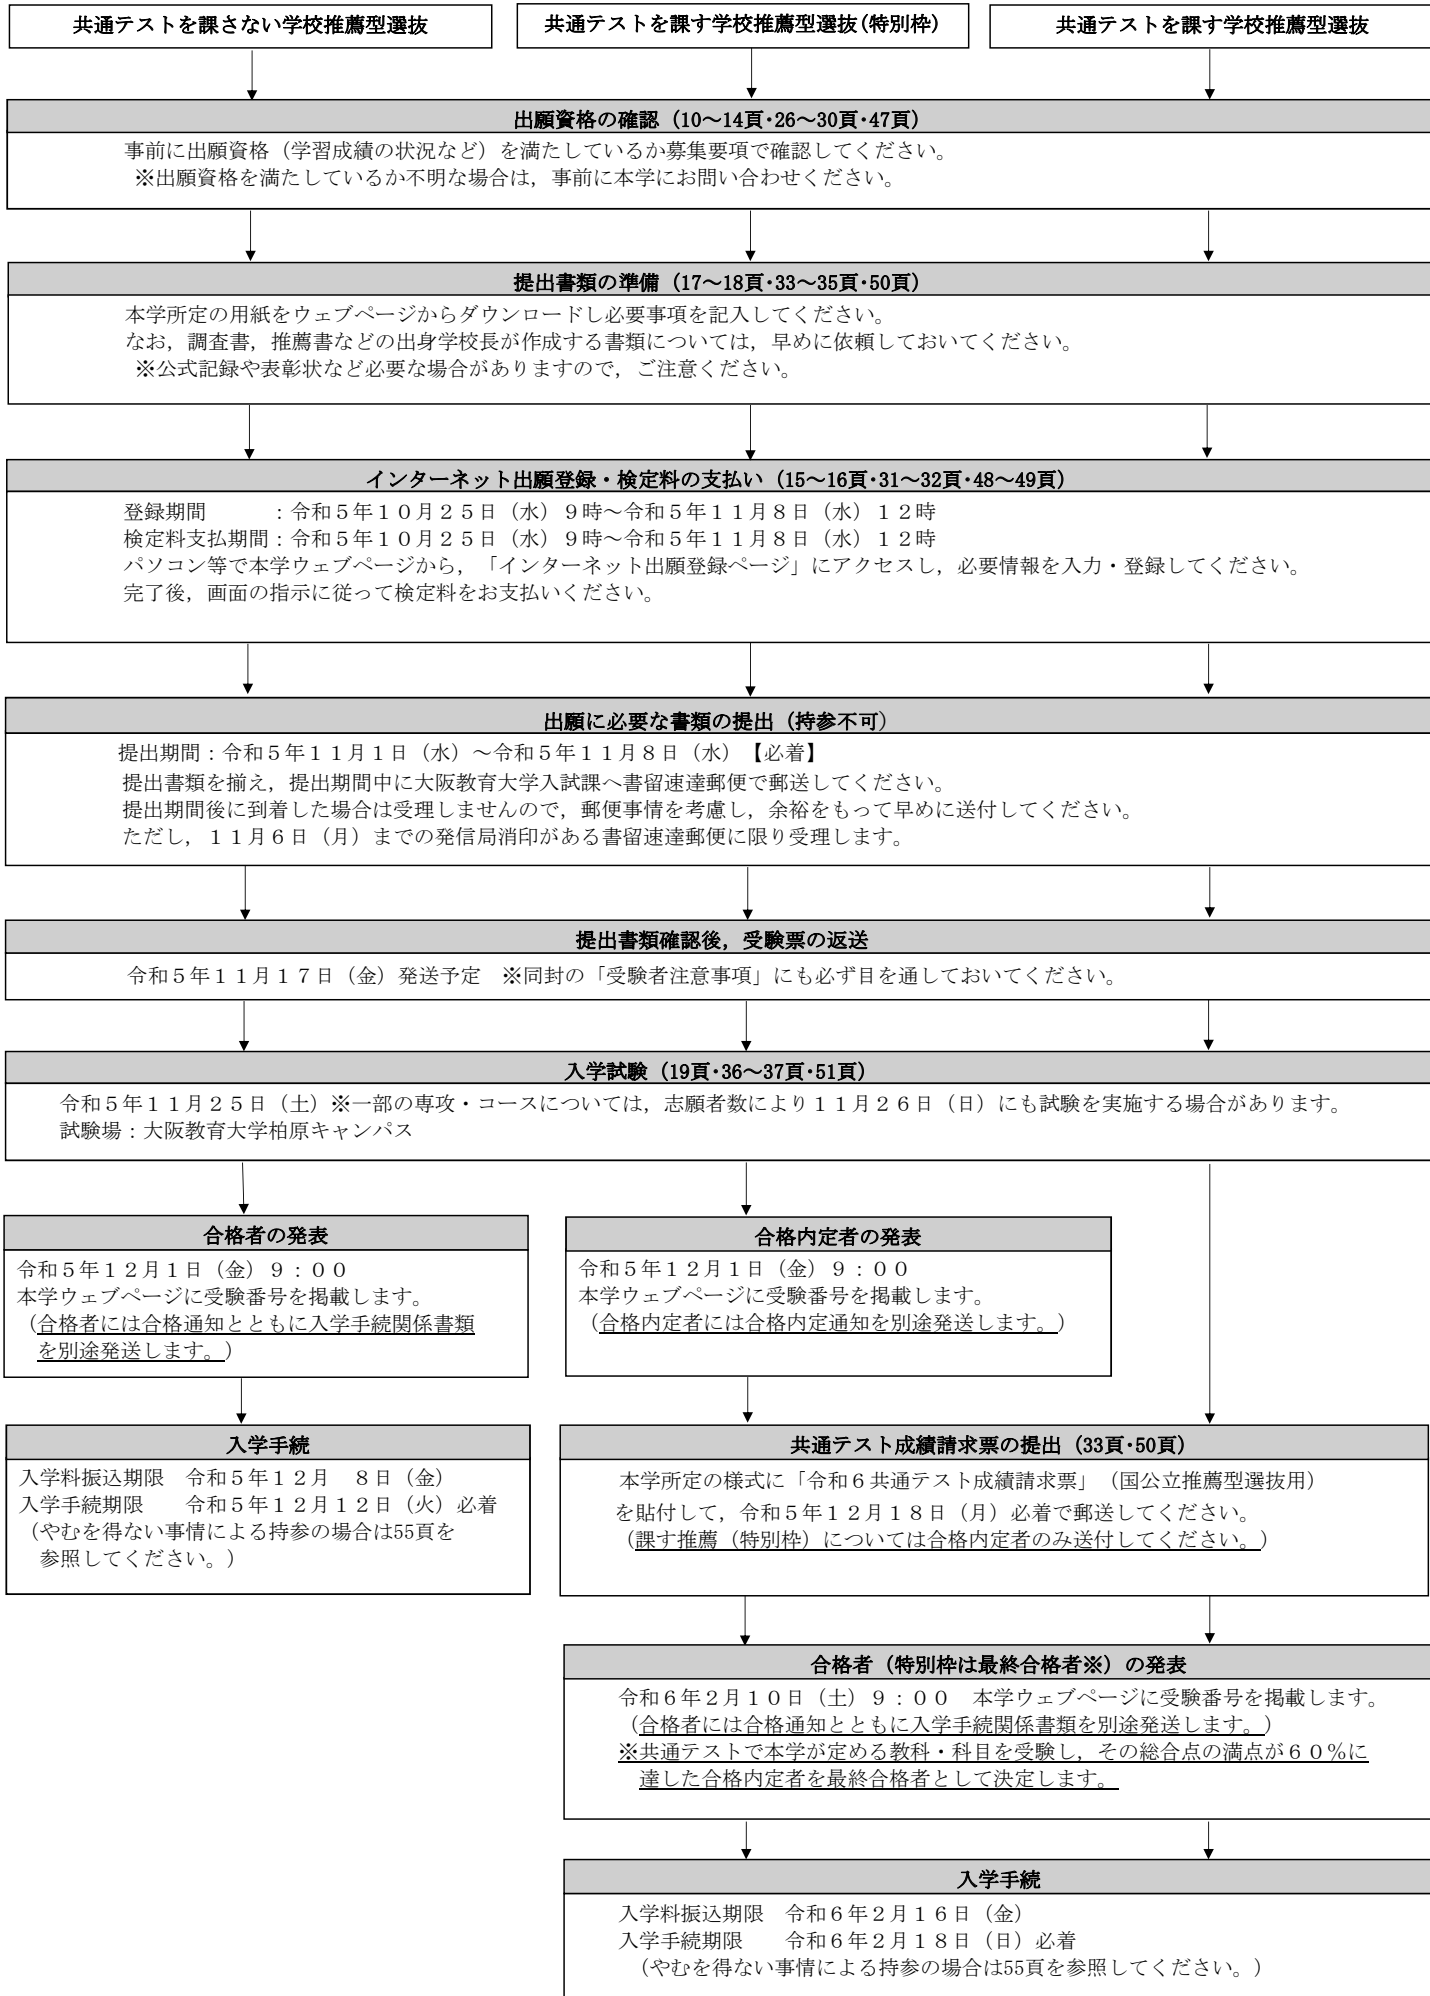 共通テストを課さない学校推薦型選抜
共通テストを課す学校推薦型選抜(特別枠)
共通テストを課す学校推薦型選抜
出願資格の確認（10～14頁・26～30頁・47頁）
事前に出願資格（学習成績の状況など）を満たしているか募集要項で確認してください。
※出願資格を満たしているか不明な場合は，事前に本学にお問い合わせください。
提出書類の準備（17～18頁・33～35頁・50頁）
本学所定の用紙をウェブページからダウンロードし必要事項を記入してください。
なお，調査書，推薦書などの出身学校長が作成する書類については，早めに依頼しておいてください。
※公式記録や表彰状など必要な場合がありますので，ご注意ください。
インターネット出願登録・検定料の支払い（15～16頁・31～32頁・48～49頁）
登録期間　　　：令和５年１０月２５日（水）９時～令和５年１１月８日（水）１２時
検定料支払期間：令和５年１０月２５日（水）９時～令和５年１１月８日（水）１２時
パソコン等で本学ウェブページから，「インターネット出願登録ページ」にアクセスし，必要情報を入力・登録してください。
完了後，画面の指示に従って検定料をお支払いください。
出願に必要な書類の提出（持参不可）
提出期間：令和５年１１月１日（水）～令和５年１１月８日（水）【必着】
提出書類を揃え，提出期間中に大阪教育大学入試課へ書留速達郵便で郵送してください。
提出期間後に到着した場合は受理しませんので，郵便事情を考慮し，余裕をもって早めに送付してください。
ただし，１１月６日（月）までの発信局消印がある書留速達郵便に限り受理します。
提出書類確認後，受験票の返送
令和５年１１月１７日（金）発送予定　※同封の「受験者注意事項」にも必ず目を通しておいてください。
入学試験（19頁・36～37頁・51頁）
令和５年１１月２５日（土）※一部の専攻・コースについては，志願者数により１１月２６日（日）にも試験を実施する場合があります。
試験場：大阪教育大学柏原キャンパス
合格者の発表
令和５年１２月１日（金）９：００
本学ウェブページに受験番号を掲載します。
（合格者には合格通知とともに入学手続関係書類
を別途発送します。）
合格内定者の発表
令和５年１２月１日（金）９：００
本学ウェブページに受験番号を掲載します。
（合格内定者には合格内定通知を別途発送します。）
入学手続
入学料振込期限　令和５年１２月　８日（金）
入学手続期限　　令和５年１２月１２日（火）必着
（やむを得ない事情による持参の場合は55頁を
参照してください。）
共通テスト成績請求票の提出（33頁・50頁）
本学所定の様式に「令和６共通テスト成績請求票」（国公立推薦型選抜用）
を貼付して，令和５年１２月１８日（月）必着で郵送してください。
（課す推薦（特別枠）については合格内定者のみ送付してください。）
合格者（特別枠は最終合格者※）の発表
令和６年２月１０日（土）９：００　本学ウェブページに受験番号を掲載します。
（合格者には合格通知とともに入学手続関係書類を別途発送します。）
※共通テストで本学が定める教科・科目を受験し，その総合点の満点が６０％に
達した合格内定者を最終合格者として決定します。
入学手続
入学料振込期限　令和６年２月１６日（金）
入学手続期限　　令和６年２月１８日（日）必着
（やむを得ない事情による持参の場合は55頁を参照してください。）